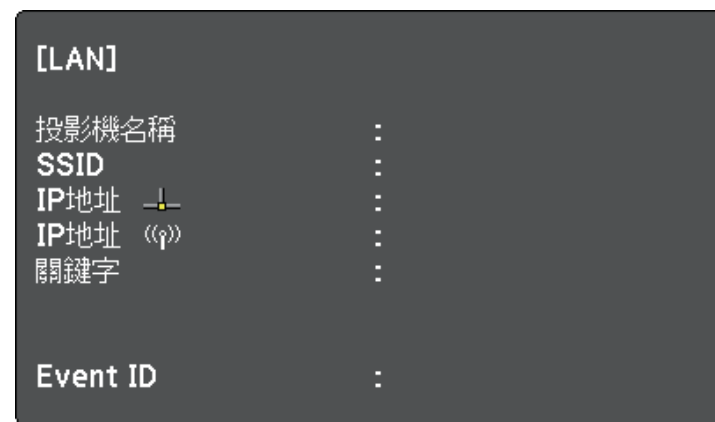 [LAN]
投影機名稱 :
SSID :
IP地址 :
IP地址 :
關鍵字 :
Event ID :